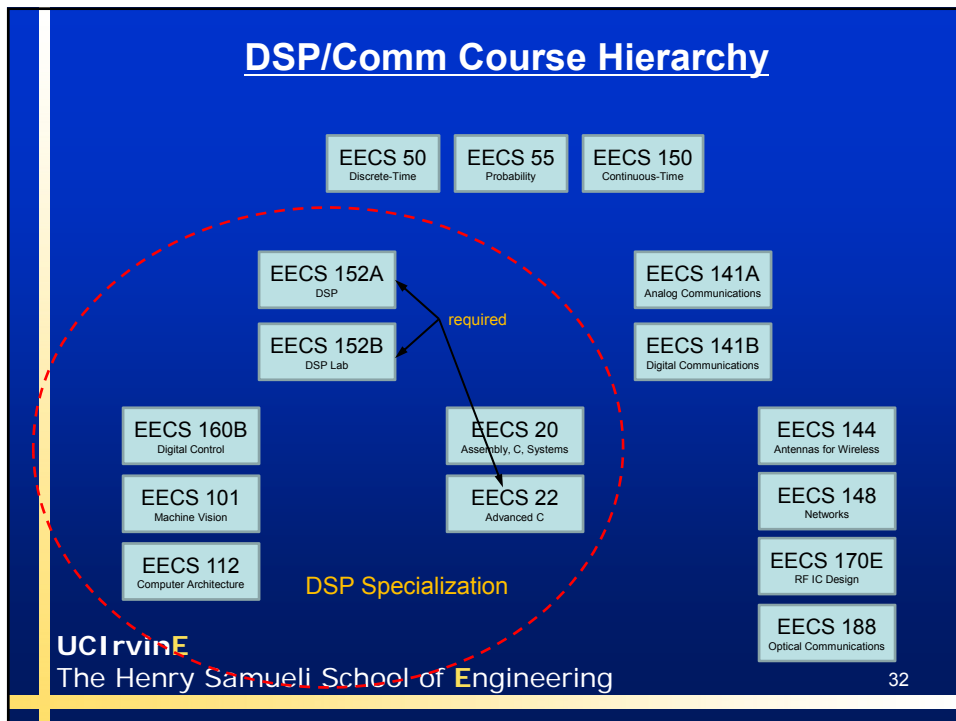 DSP/Comm Course Hierarchy
EECS 50
Discrete-Time
EECS 55
Probability
EECS 150
Continuous-Time
EECS 152A
DSP
EECS 141A
Analog Communications
required
EECS 152B
DSP Lab
EECS 141B
Digital Communications
EECS 160B
Digital Control
EECS 20
Assembly, C, Systems
EECS 144
Antennas for Wireless
EECS 101
Machine Vision
EECS 22
Advanced C
EECS 148
Networks
EECS 112
Computer Architecture
DSP Specialization
EECS 170E
RF IC Design
EECS 188
Optical Communications
UCIrvinE
The Henry Samueli School of Engineering
32